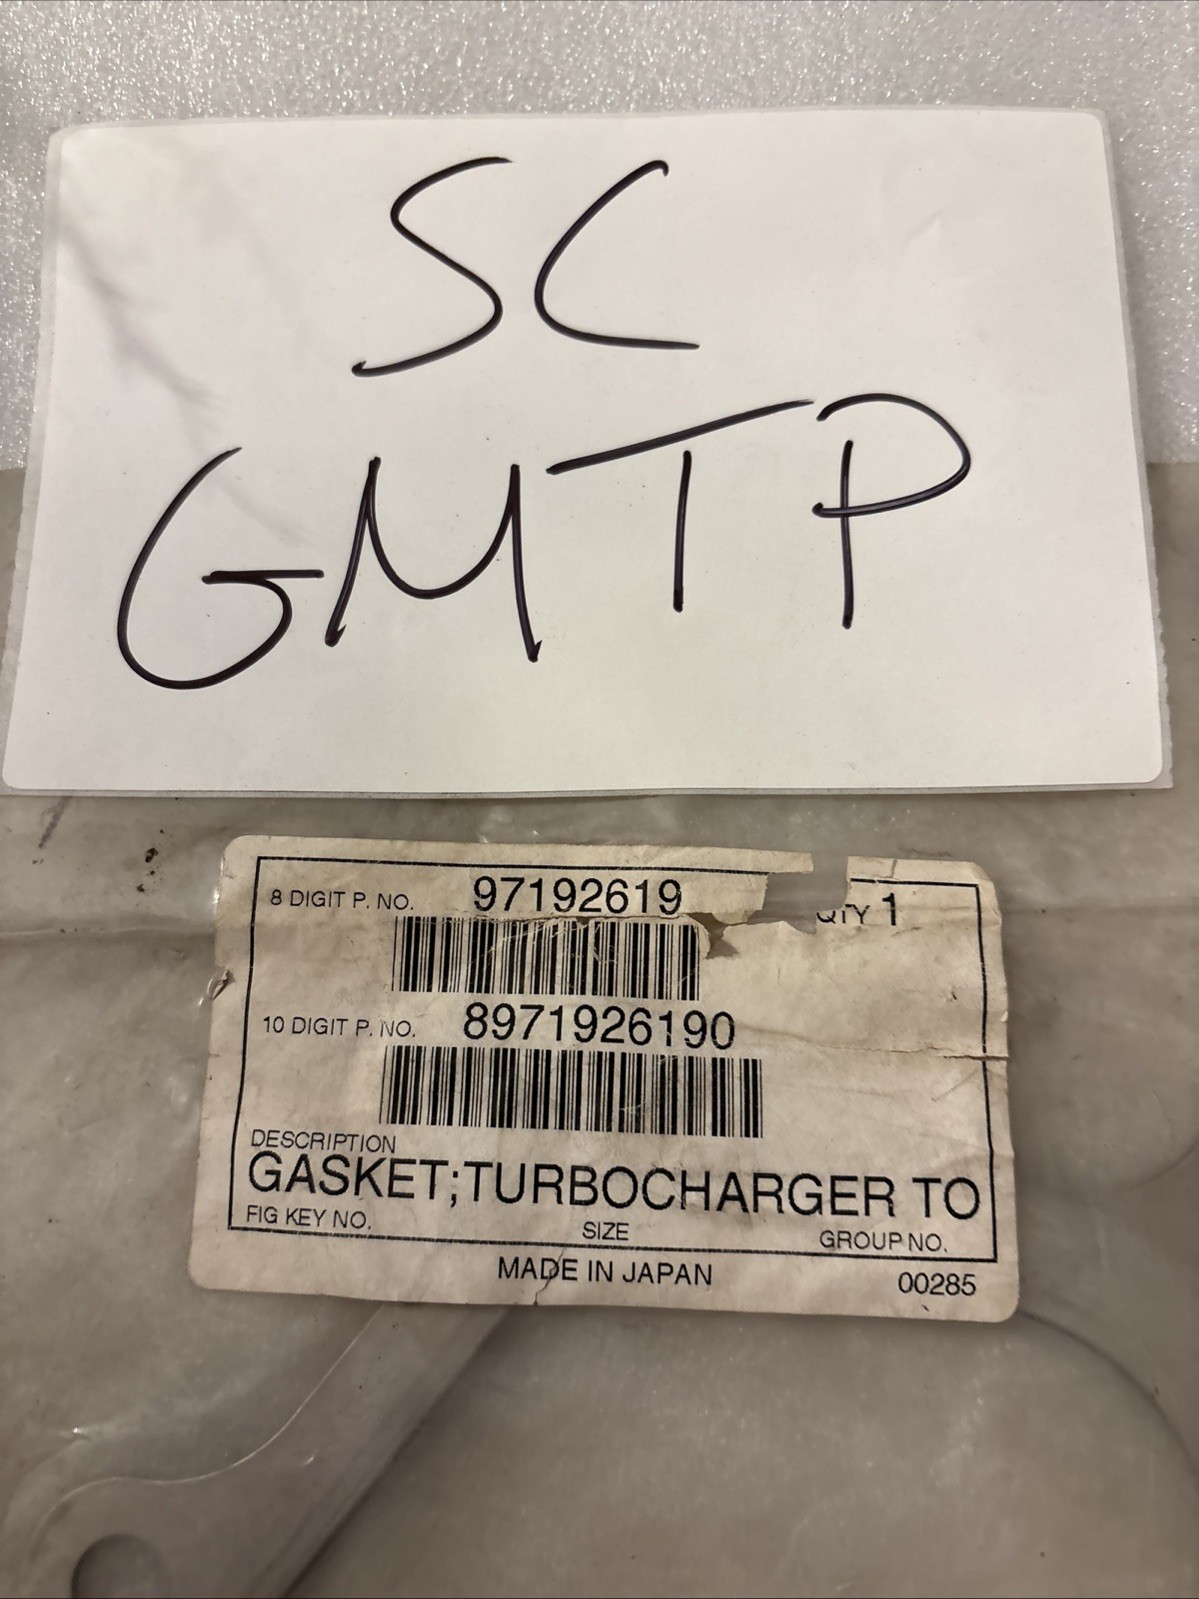 SC
GMTP
8 DIGIT P. NO. 97192619 QTY 1
10 DIGIT P. NO. 8971926190
DESCRIPTION
GASKET;TURBOCHARGER TO
FIG KEY NO. SIZE GROUP NO.
MADE IN JAPAN 00285